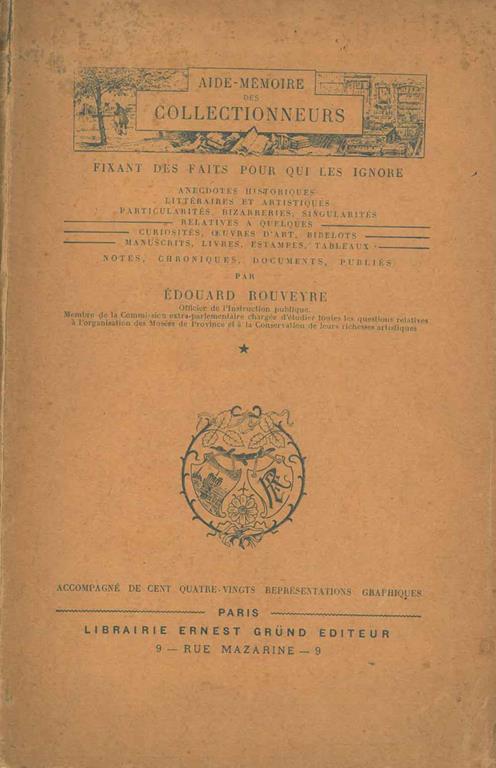 AIDE-MÉMOIRE
DES
COLLECTIONNEURS
FIXANT DES FAITS POUR QUI LES IGNORE
ANECDOTES HISTORIQUES
LITTÉRAIRES ET ARTISTIQUES
PARTICULARITÉS, BIZARRERIES, SINGULARITÉS
RELATIVES A QUELQUES
CURIOSITÉS, ŒUVRES D'ART, BIBELOTS
MANUSCRITS, LIVRES, ESTAMPES, TABLEAUX
NOTES, CHRONIQUES, DOCUMENTS, PUBLIÉS
PAR
ÉDOUARD ROUVEYRE
Officier de l'Instruction publique.
Membre de la Commission extra-parlementaire chargée d'étudier toutes les questions relatives
à l'organisation des Musées de Province et à la Conservation de leurs richesses artistiques
ACCOMPAGNÉ DE CENT QUATRE-VINGTS REPRÉSENTATIONS GRAPHIQUES
PARIS
LIBRAIRIE ERNEST GRÜND EDITEUR
9 — RUE MAZARINE — 9